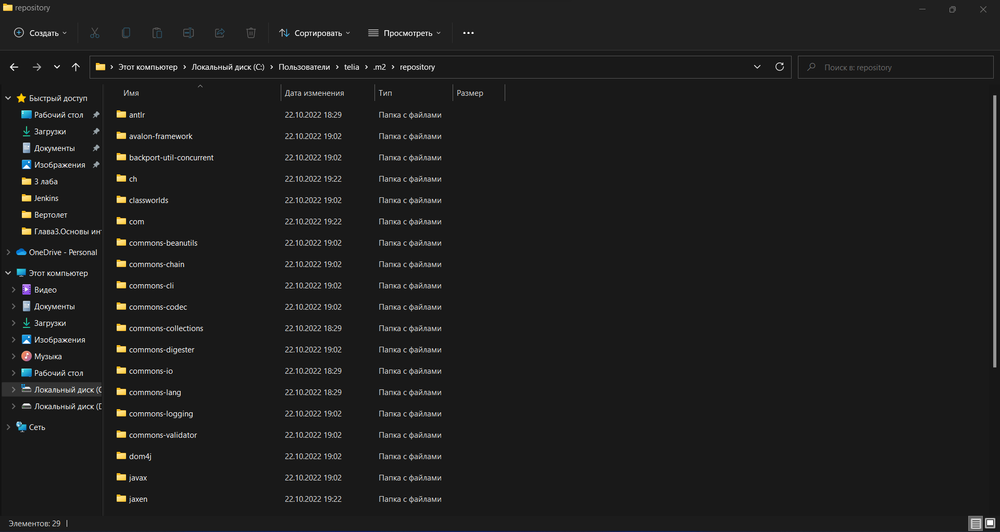 repository
Создать
Сортировать
Просмотреть
Этот компьютер > Локальный диск (C:) > Пользователи > telia > .m2 > repository
Поиск в: repository
Быстрый доступ
Рабочий стол
Загрузки
Документы
Изображения
3 лаба
Jenkins
Вертолет
Глава3.Основы инт
OneDrive - Personal
Этот компьютер
Видео
Документы
Загрузки
Изображения
Музыка
Рабочий стол
Локальный диск (C
Локальный диск (D
Сеть
Имя Дата изменения Тип Размер
antlr 22.10.2022 18:29 Папка с файлами
avalon-framework 22.10.2022 19:02 Папка с файлами
backport-util-concurrent 22.10.2022 19:02 Папка с файлами
ch 22.10.2022 19:22 Папка с файлами
classworlds 22.10.2022 19:02 Папка с файлами
com 22.10.2022 19:22 Папка с файлами
commons-beanutils 22.10.2022 19:02 Папка с файлами
commons-chain 22.10.2022 19:02 Папка с файлами
commons-cli 22.10.2022 19:02 Папка с файлами
commons-codec 22.10.2022 19:02 Папка с файлами
commons-collections 22.10.2022 18:29 Папка с файлами
commons-digester 22.10.2022 19:02 Папка с файлами
commons-io 22.10.2022 18:29 Папка с файлами
commons-lang 22.10.2022 18:29 Папка с файлами
commons-logging 22.10.2022 19:02 Папка с файлами
commons-validator 22.10.2022 19:02 Папка с файлами
dom4j 22.10.2022 19:02 Папка с файлами
javax 22.10.2022 19:02 Папка с файлами
jaxen 22.10.2022 19:22 Папка с файлами
Элементов: 29